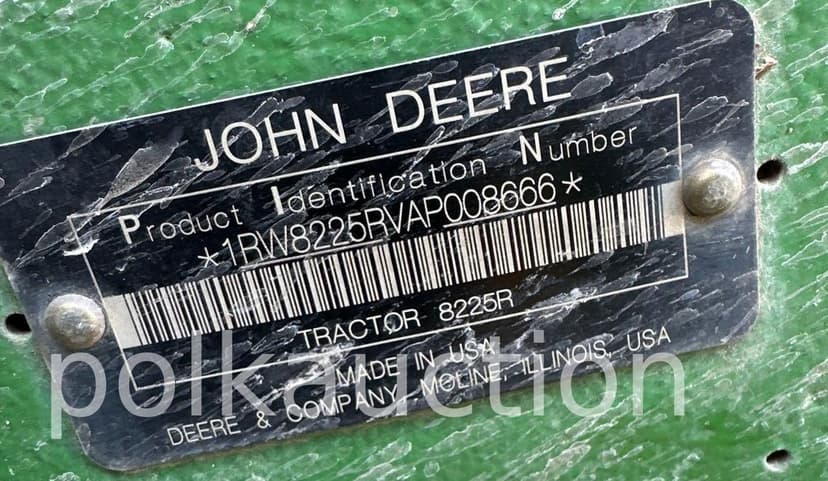 JOHN DEERE
Product Identification Number
*1RW8225RVAP008666*
TRACTOR 8225R
MADE IN USA
DEERE & COMPANY MOLINE, ILLINOIS, USA
polkauction